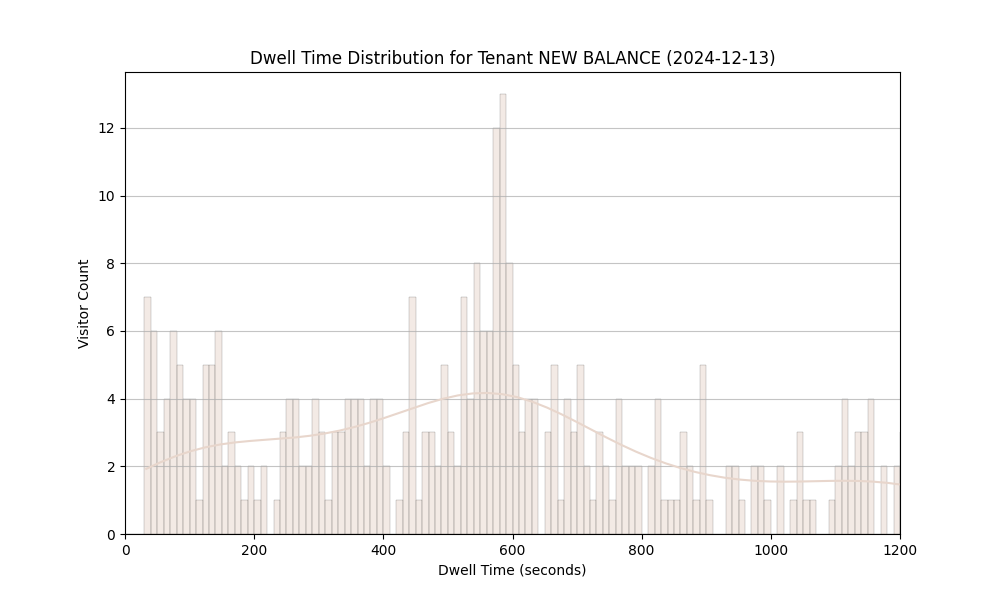 Dwell Time Distribution for Tenant NEW BALANCE (2024-12-13)
12
10
8
6
4
2
0
Visitor Count
0 200 400 600 800 1000 1200
Dwell Time (seconds)